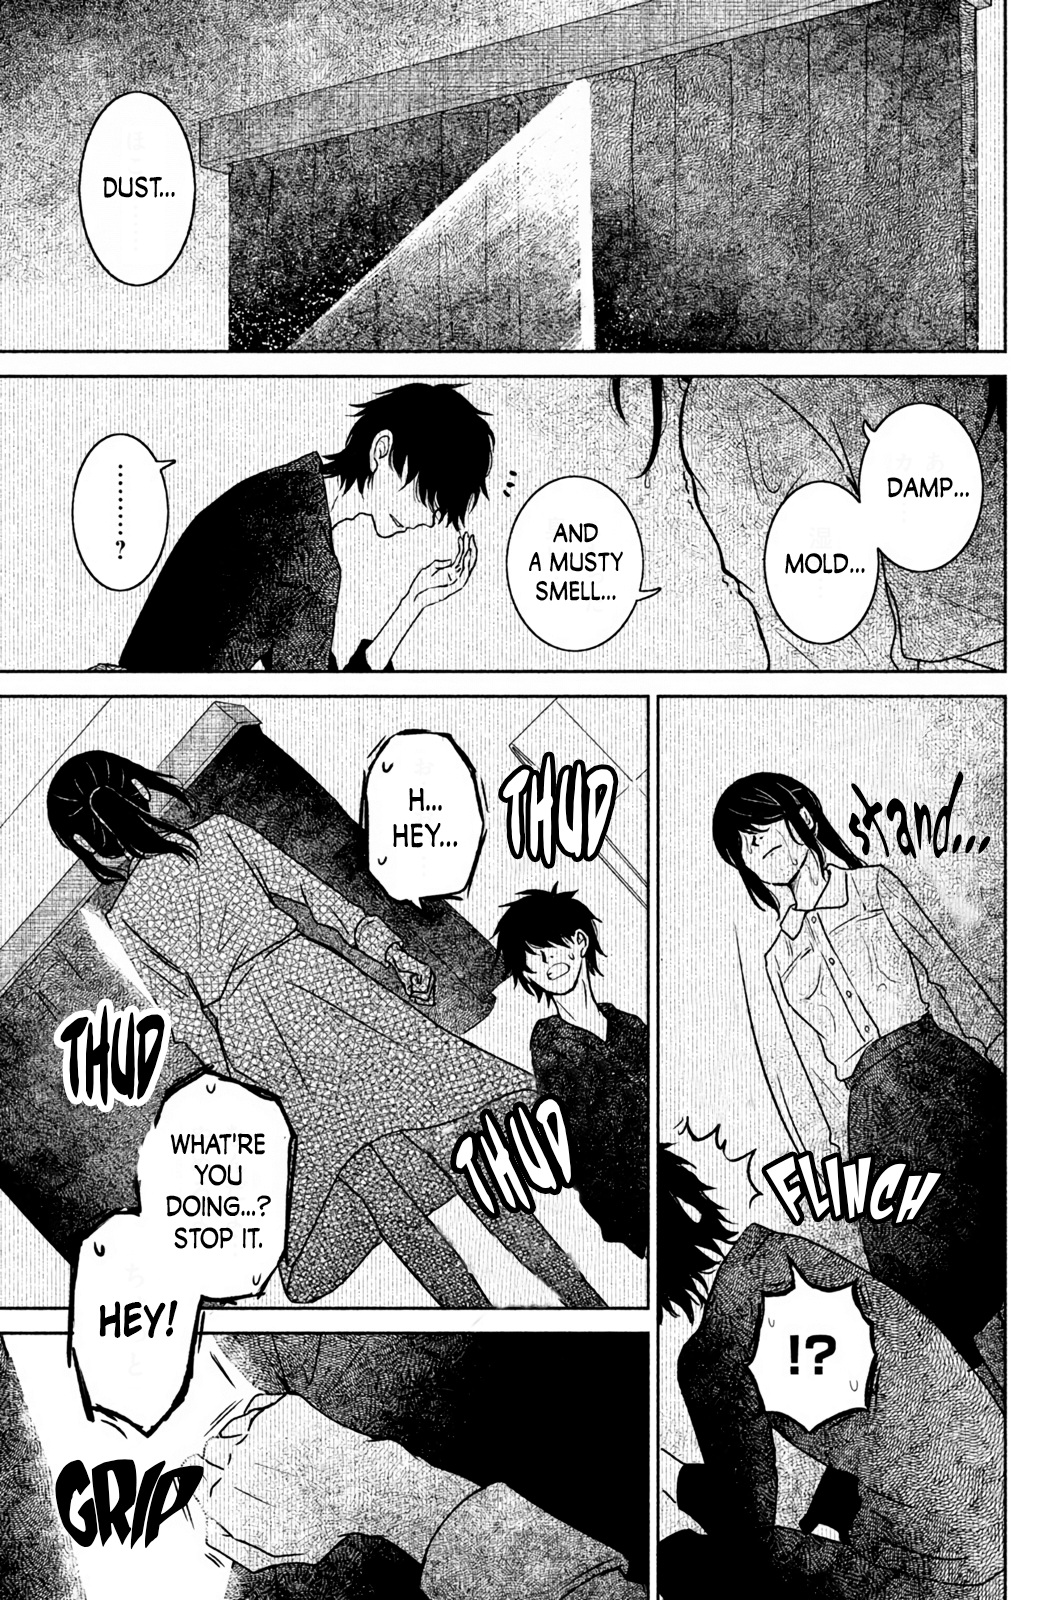 DUST...
DAMP...
MOLD...
AND
A MUSTY
SMELL...
.......?
stand...
FLINCH
!?
THUD
H...
HEY...
THUD
THUD
WHAT'RE
YOU
DOING...?
STOP IT.
HEY!
GRIP